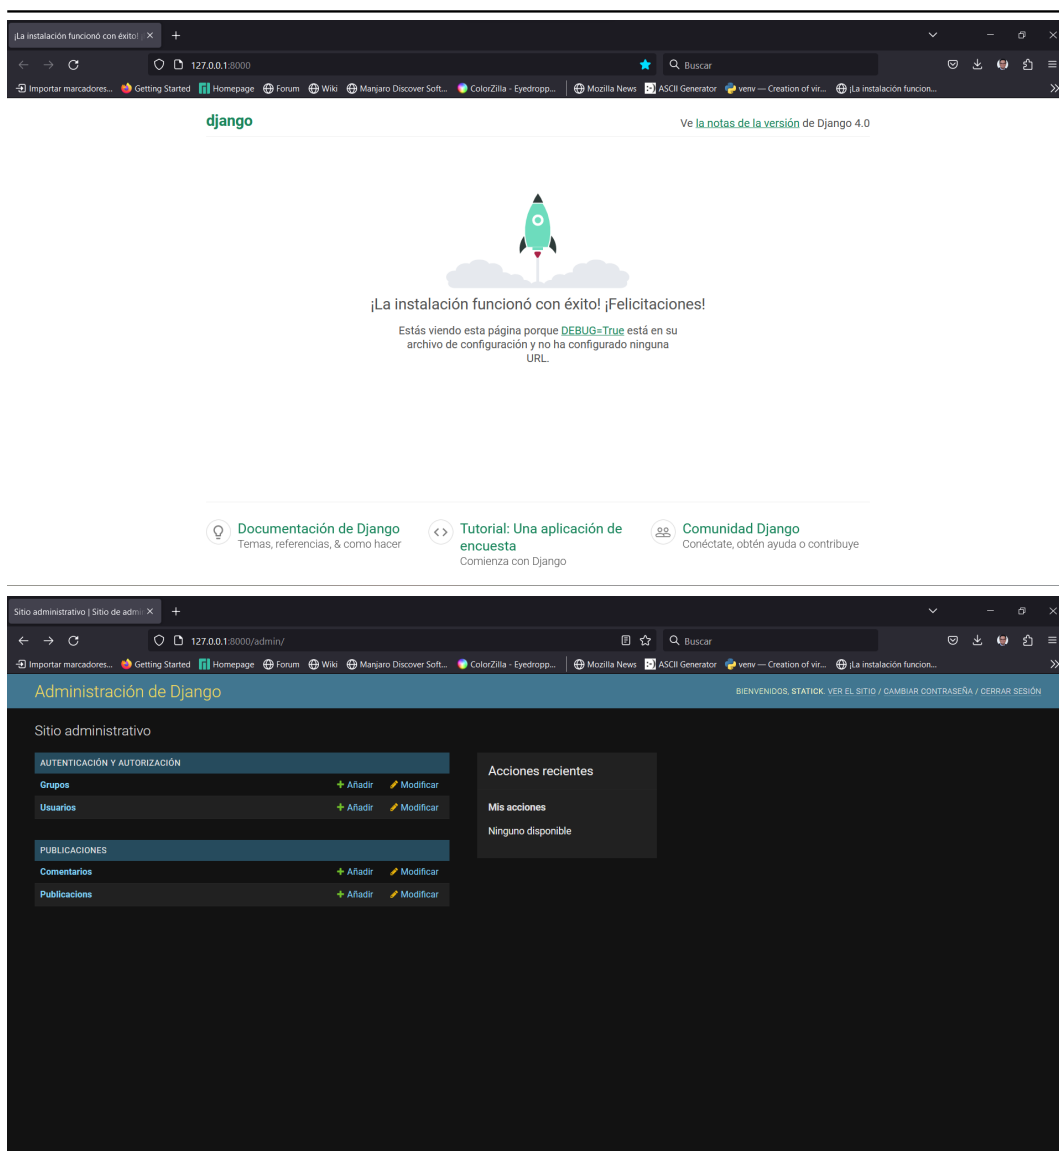 ¡La instalación funcionó con éxito! ¡
127.0.0.1:8000
Buscar
Importar marcadores... Getting Started Homepage Forum Wiki Manjaro Discover Soft... ColorZilla - Eyedropp... Mozilla News ASCII Generator venv — Creation of vir... ¡La instalación funcion...
django
Ve la notas de la versión de Django 4.0
¡La instalación funcionó con éxito! ¡Felicitaciones!
Estás viendo esta página porque DEBUG=True está en su
archivo de configuración y no ha configurado ninguna
URL.
Documentación de Django
Temas, referencias, & como hacer
Tutorial: Una aplicación de
encuesta
Comienza con Django
Comunidad Django
Conéctate, obtén ayuda o contribuye
Sitio administrativo | Sitio de admin
127.0.0.1:8000/admin/
Buscar
Importar marcadores... Getting Started Homepage Forum Wiki Manjaro Discover Soft... ColorZilla - Eyedropp... Mozilla News ASCII Generator venv — Creation of vir... ¡La instalación funcion...
Administración de Django
BIENVENIDOS, STATICK. VER EL SITIO / CAMBIAR CONTRASEÑA / CERRAR SESIÓN
Sitio administrativo
AUTENTICACIÓN Y AUTORIZACIÓN
Grupos Añadir Modificar
Usuarios Añadir Modificar
PUBLICACIONES
Comentarios Añadir Modificar
Publicacions Añadir Modificar
Acciones recientes
Mis acciones
Ninguno disponible